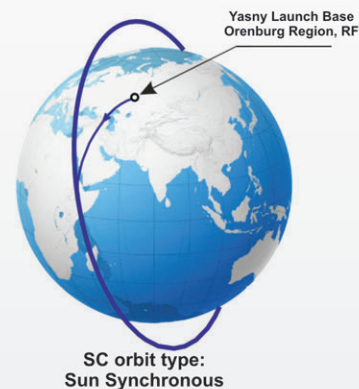 Yasny Launch Base
Orenburg Region, RF
SC orbit type:
Sun Synchronous